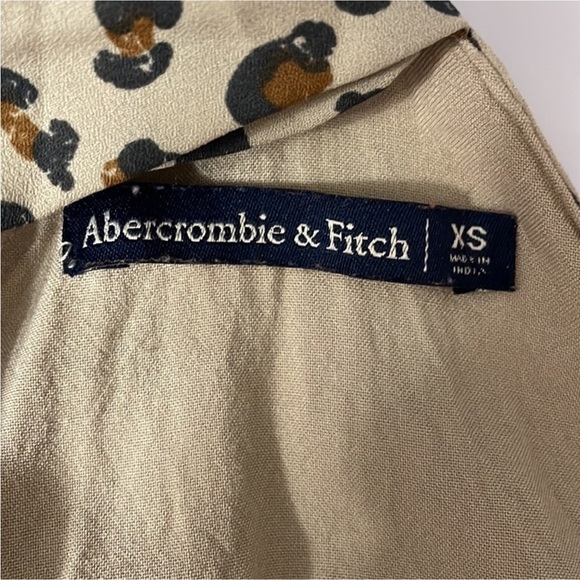 Abercrombie & Fitch | XS
MADE IN
INDIA